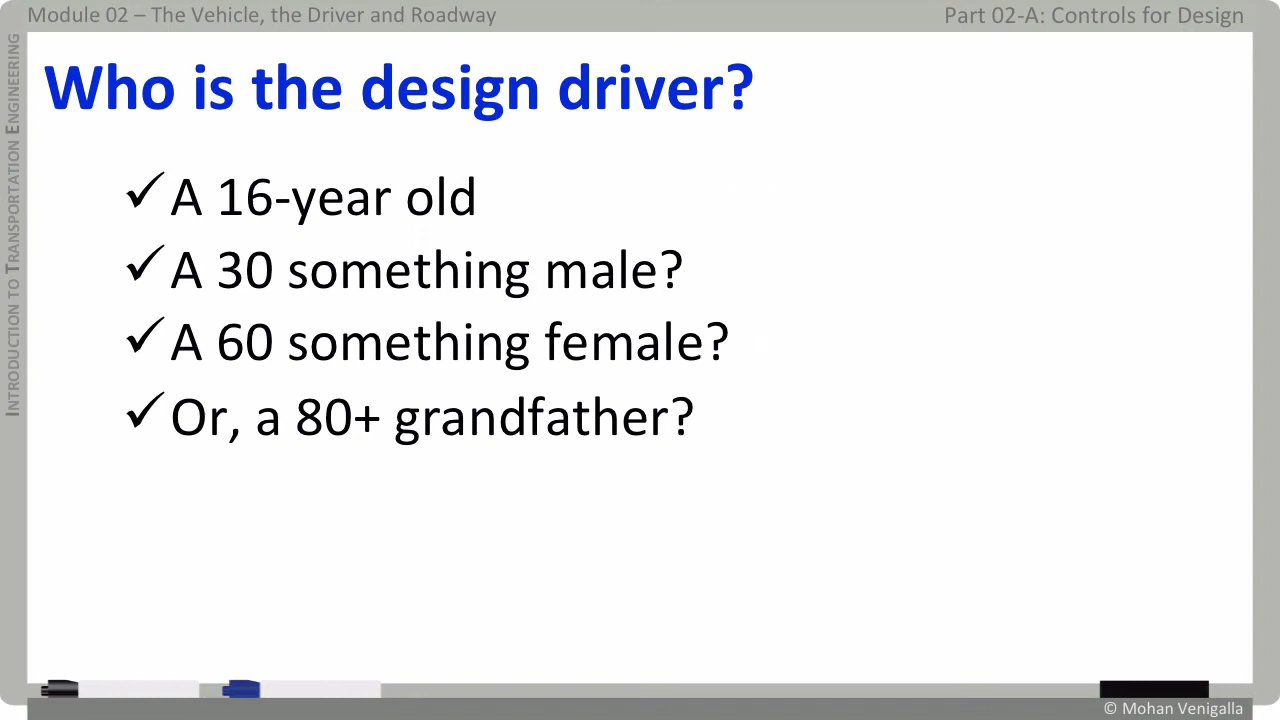 Module 02 – The Vehicle, the Driver and Roadway
Part 02-A: Controls for Design
INTRODUCTION TO TRANSPORTATION ENGINEERING
Who is the design driver?
✓ A 16-year old
✓ A 30 something male?
✓ A 60 something female?
✓ Or, a 80+ grandfather?
© Mohan Venigalla